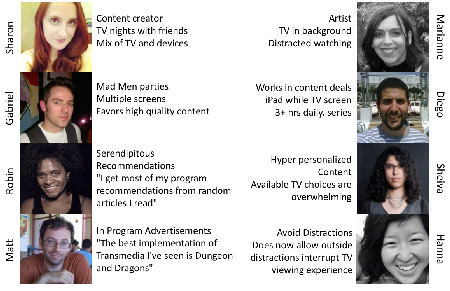 Sharon
Content creator
TV nights with friends
Mix of TV and devices
Artist
TV in background
Distracted watching
Marianne
Gabriel
Mad Men parties
Multiple screens
Favors high quality content
Works in content deals
iPad while TV screen
3+ hrs daily. series
Diego
Robin
Serendipitous
Recommendations
"I get most of my program
recommendations from random
articles I read"
Hyper personalized
Content
Available TV choices are
overwhelming
Shelva
Matt
In Program Advertisements
"The best implementation of
Transmedia I've seen is Dungeon
and Dragons"
Avoid Distractions
Does now allow outside
distractions interrupt TV
viewing experience
Hanna